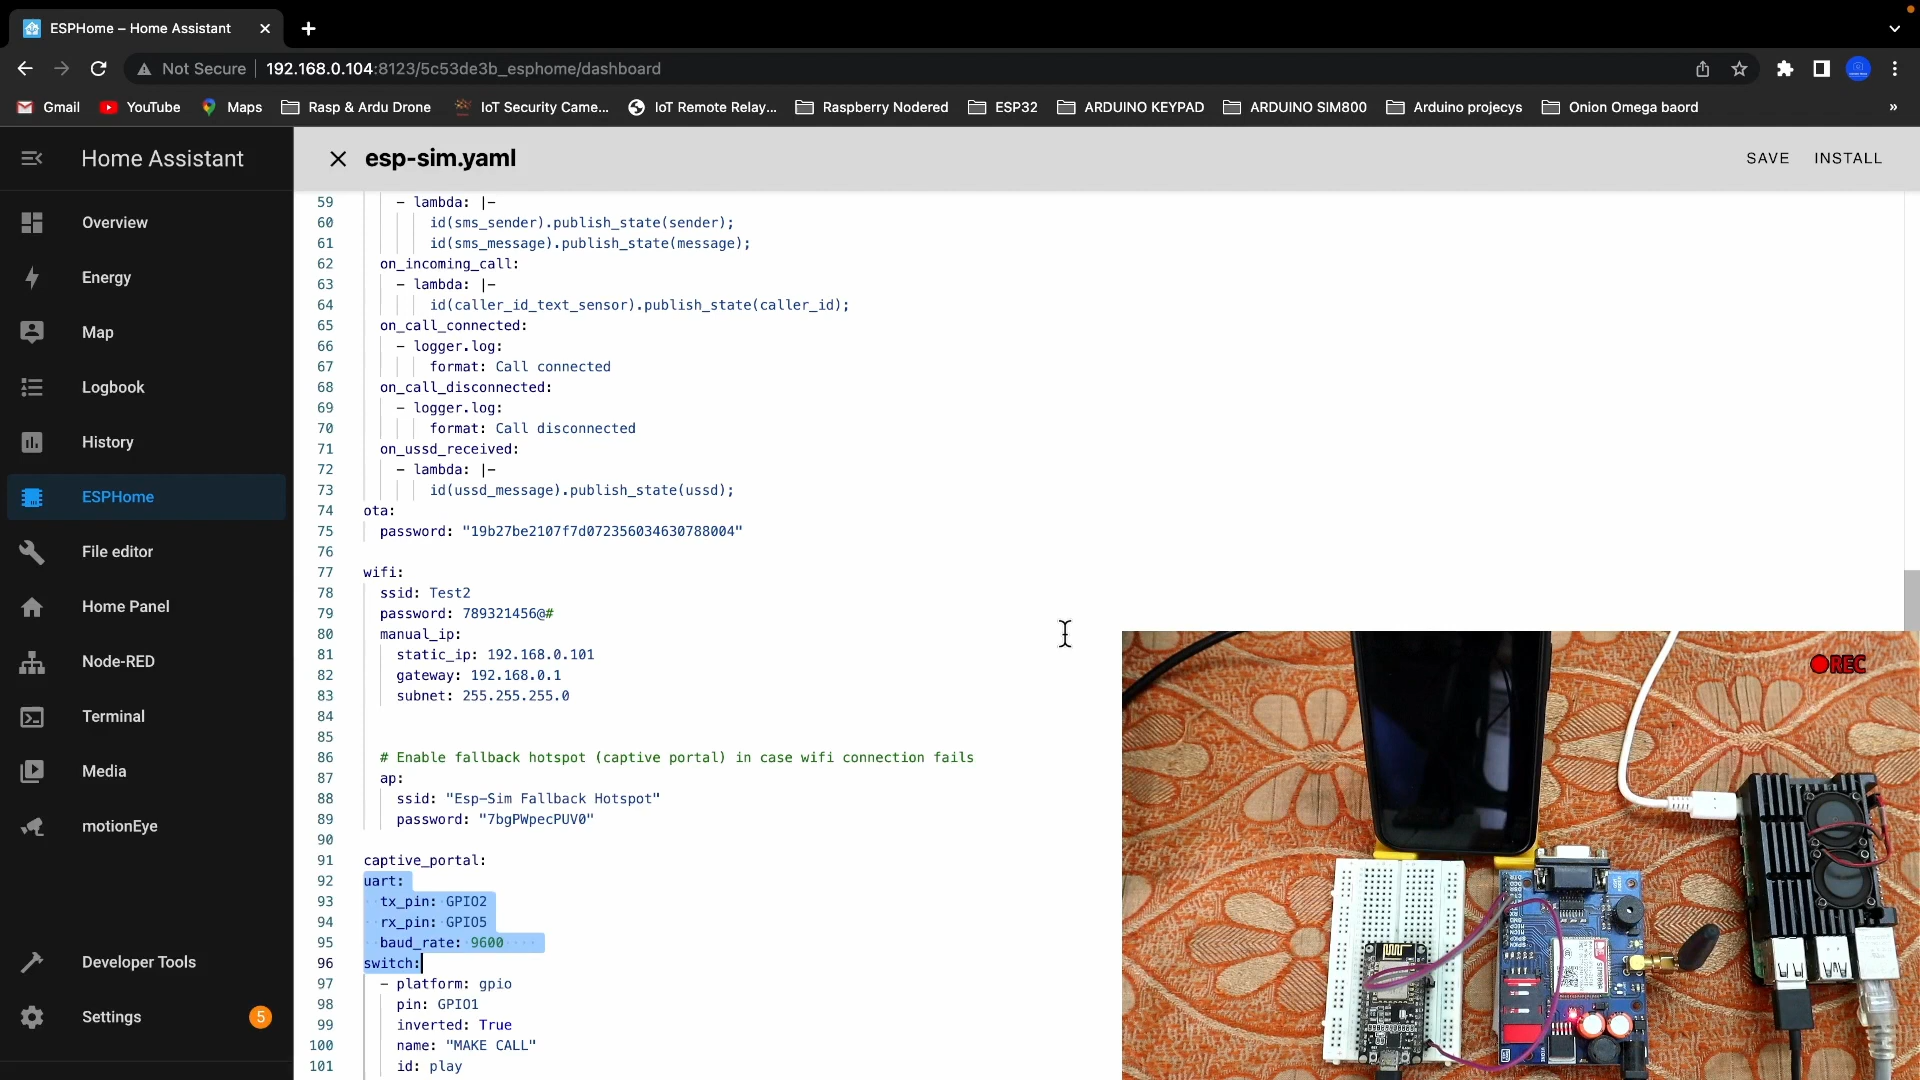 ESPHome – Home Assistant
Not Secure
192.168.0.104:8123/5c53de3b_esphome/dashboard
Gmail
YouTube
Maps
Rasp & Ardu Drone
IoT Security Came...
IoT Remote Relay...
Raspberry Nodered
ESP32
ARDUINO KEYPAD
ARDUINO SIM800
Arduino projecys
Onion Omega baord
»
Home Assistant
esp-sim.yaml
SAVE
INSTALL
Overview
Energy
Map
Logbook
History
ESPHome
File editor
Home Panel
Node-RED
Terminal
Media
motionEye
Developer Tools
Settings
5
59 - lambda: |-
60 id(sms_sender).publish_state(sender);
61 id(sms_message).publish_state(message);
62 on_incoming_call:
63 - lambda: |-
64 id(caller_id_text_sensor).publish_state(caller_id);
65 on_call_connected:
66 - logger.log:
67 format: Call connected
68 on_call_disconnected:
69 - logger.log:
70 format: Call disconnected
71 on_ussd_received:
72 - lambda: |-
73 id(ussd_message).publish_state(ussd);
74 ota:
75 password: "19b27be2107f7d072356034630788004"
76
77 wifi:
78 ssid: Test2
79 password: 789321456@#
80 manual_ip:
81 static_ip: 192.168.0.101
82 gateway: 192.168.0.1
83 subnet: 255.255.255.0
84
85
86 # Enable fallback hotspot (captive portal) in case wifi connection fails
87 ap:
88 ssid: "Esp-Sim Fallback Hotspot"
89 password: "7bgPWpecPUV0"
90
91 captive_portal:
92 uart:
93 tx_pin: GPIO2
94 rx_pin: GPIO5
95 baud_rate: 9600
96 switch:
97 - platform: gpio
98 pin: GPIO1
99 inverted: True
100 name: "MAKE CALL"
101 id: play
REC